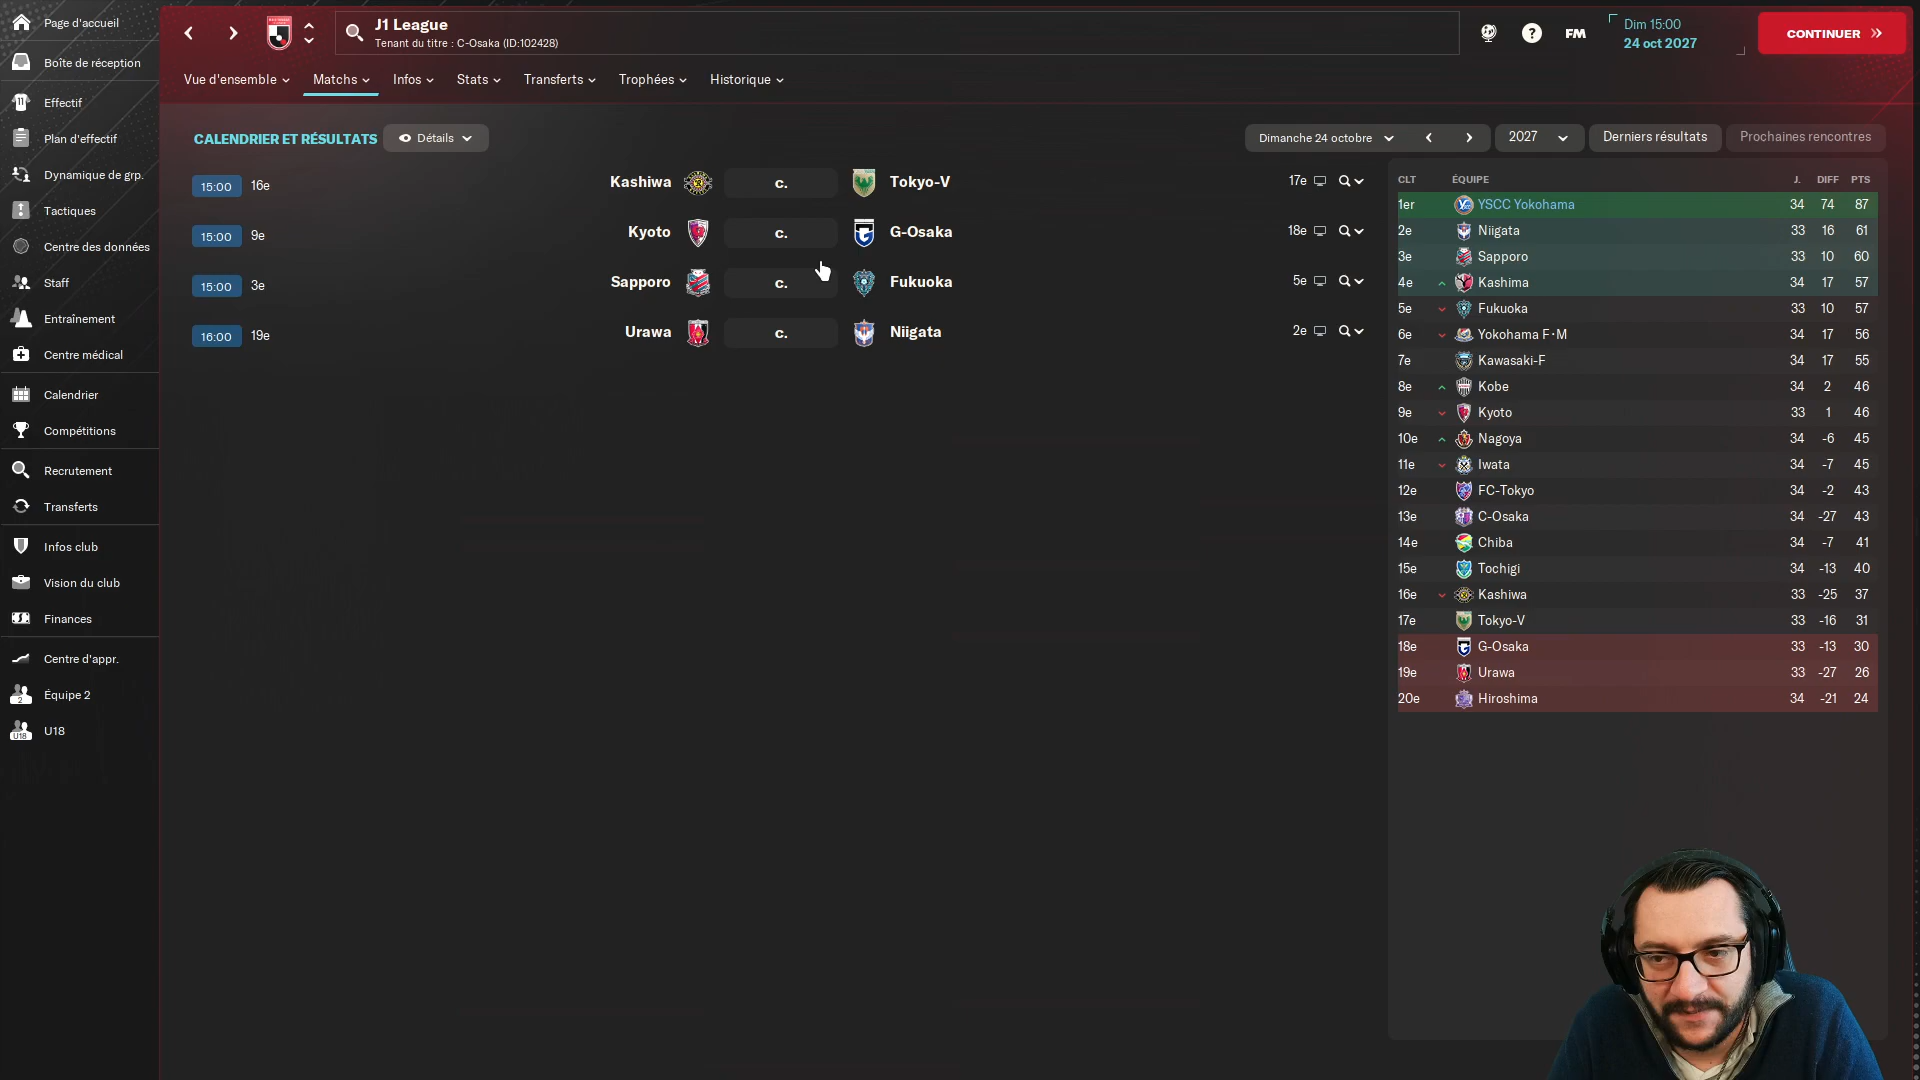 Page d'accueil
Boîte de réception
Effectif
Plan d'effectif
Dynamique de grp.
Tactiques
Centre des données
Staff
Entraînement
Centre médical
Calendrier
Compétitions
Recrutement
Transferts
Infos club
Vision du club
Finances
Centre d'appr.
Équipe 2
U18
J1 League
Tenant du titre : C-Osaka (ID:102428)
FM
Dim 15:00
24 oct 2027
CONTINUER
Vue d'ensemble Matchs Infos Stats Transferts Trophées Historique
CALENDRIER ET RÉSULTATS Détails
Dimanche 24 octobre 2027 Derniers résultats Prochaines rencontres
15:00 16e Kashiwa c. Tokyo-V 17e
15:00 9e Kyoto c. G-Osaka 18e
15:00 3e Sapporo c. Fukuoka 5e
16:00 19e Urawa c. Niigata 2e
CLT ÉQUIPE J. DIFF PTS
1er YSCC Yokohama 34 74 87
2e Niigata 33 16 61
3e Sapporo 33 10 60
4e Kashima 34 17 57
5e Fukuoka 33 10 57
6e Yokohama F·M 34 17 56
7e Kawasaki-F 34 17 55
8e Kobe 34 2 46
9e Kyoto 33 1 46
10e Nagoya 34 -6 45
11e Iwata 34 -7 45
12e FC-Tokyo 34 -2 43
13e C-Osaka 34 -27 43
14e Chiba 34 -7 41
15e Tochigi 34 -13 40
16e Kashiwa 33 -25 37
17e Tokyo-V 33 -16 31
18e G-Osaka 33 -13 30
19e Urawa 33 -27 26
20e Hiroshima 34 -21 24